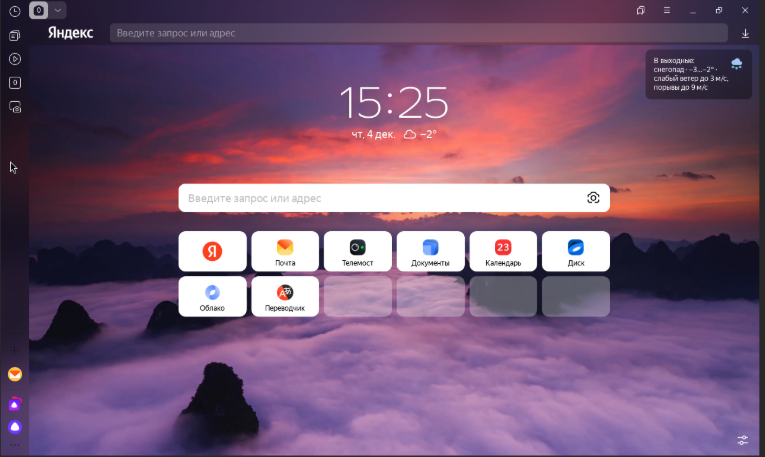 0
Яндекс
Введите запрос или адрес
0
В выходные:
снегопад · −3...−2° ·
слабый ветер до 3 м/с,
порывы до 9 м/с
15:25
чт, 4 дек. −2°
Введите запрос или адрес
Я
23
Почта
Телемост
Документы
Календарь
Диск
Облако
Переводчик